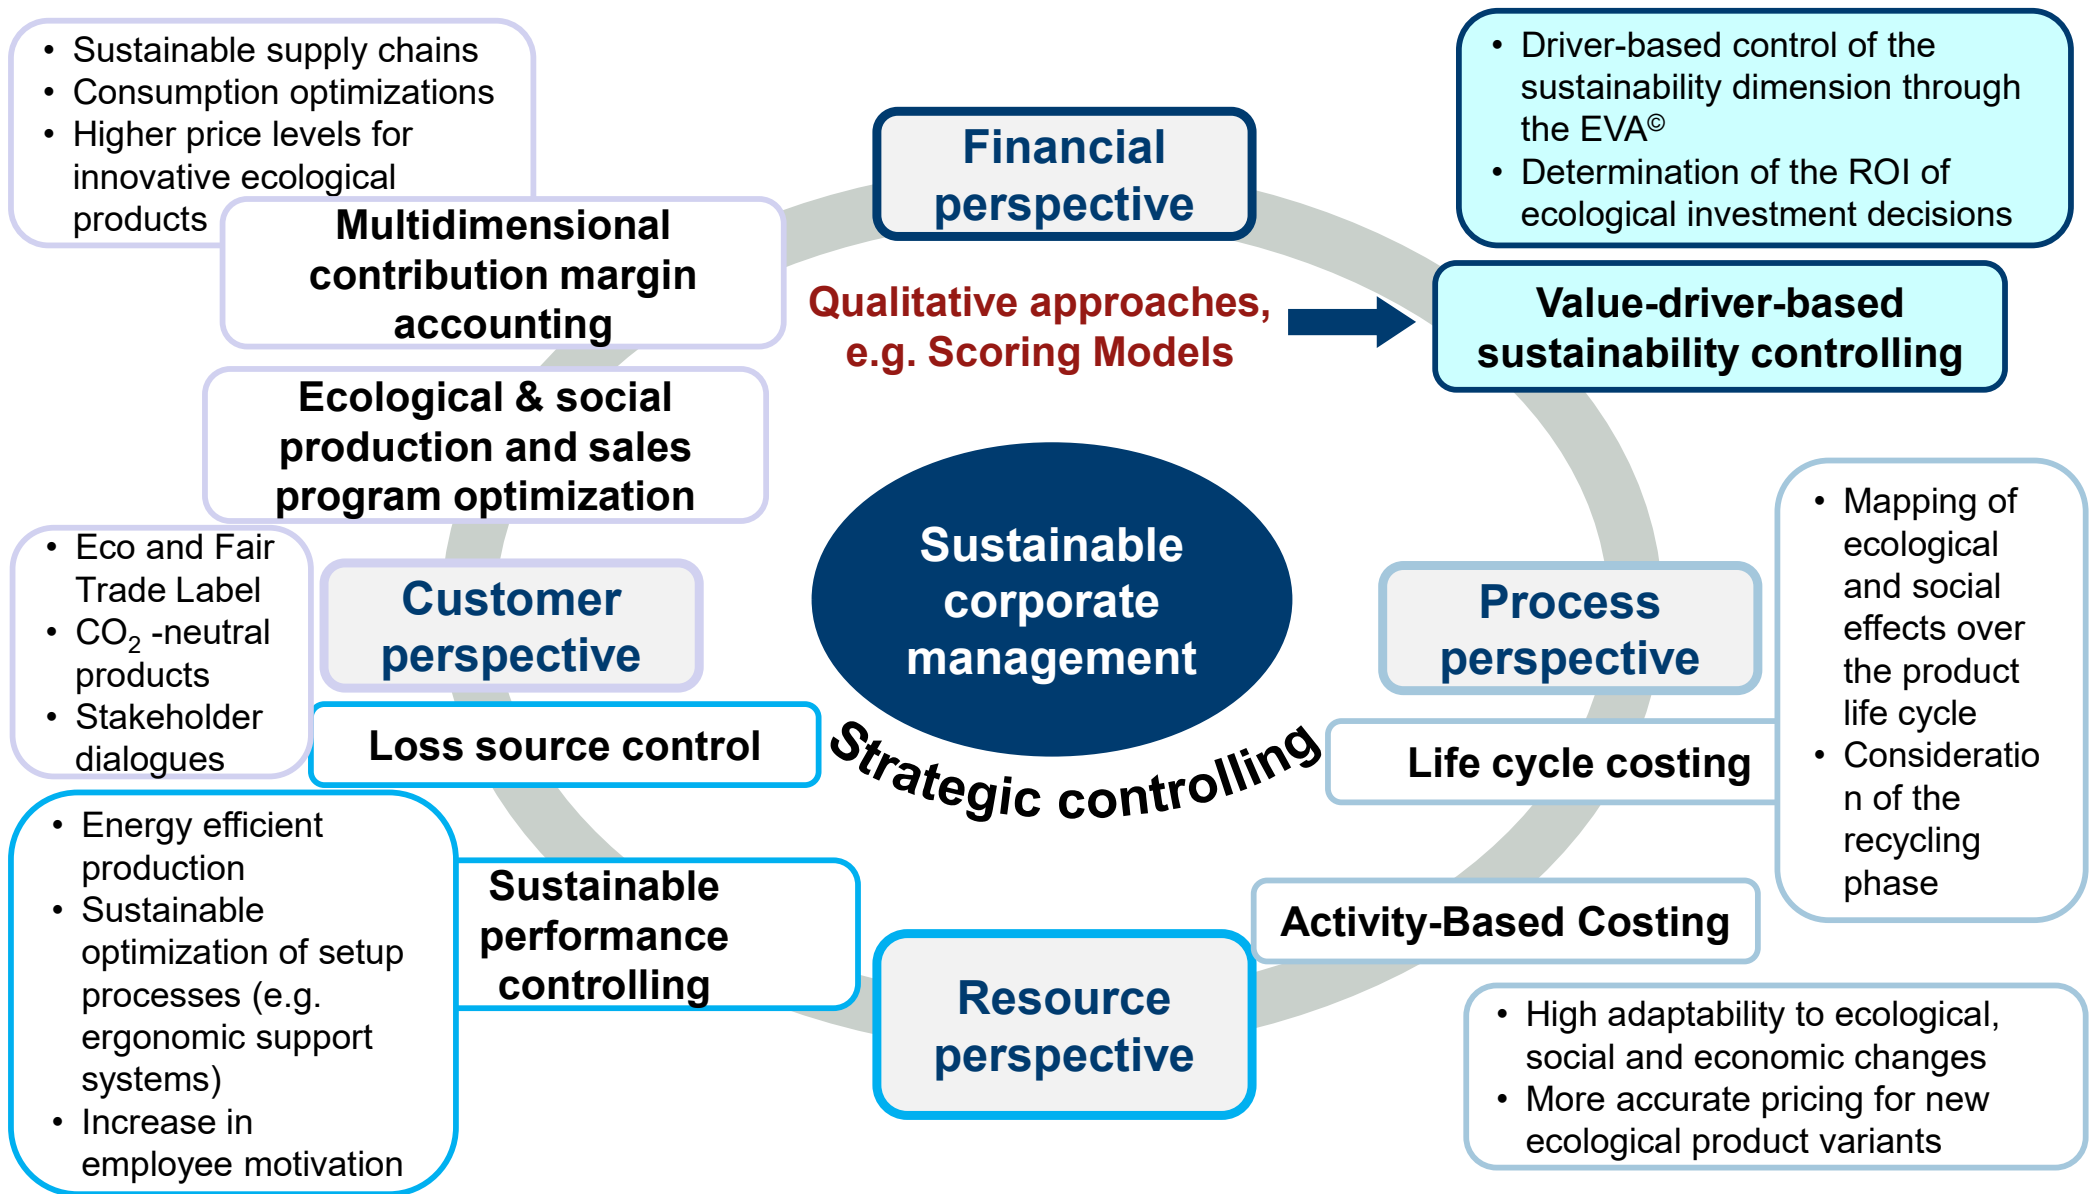 • Sustainable supply chains
• Consumption optimizations
• Higher price levels for
innovative ecological
products
Multidimensional
contribution margin
accounting
Financial
perspective
• Driver-based control of the
sustainability dimension through
the EVA©
• Determination of the ROI of
ecological investment decisions
Qualitative approaches,
e.g. Scoring Models
Value-driver-based
sustainability controlling
Ecological & social
production and sales
program optimization
• Eco and Fair
Trade Label
• CO₂ -neutral
products
• Stakeholder
dialogues
Customer
perspective
Sustainable
corporate
management
Strategic controlling
Process
perspective
• Mapping of
ecological
and social
effects over
the product
life cycle
• Consideratio
n of the
recycling
phase
Loss source control
Life cycle costing
• Energy efficient
production
• Sustainable
optimization of setup
processes (e.g.
ergonomic support
systems)
• Increase in
employee motivation
Sustainable
performance
controlling
Resource
perspective
Activity-Based Costing
• High adaptability to ecological,
social and economic changes
• More accurate pricing for new
ecological product variants